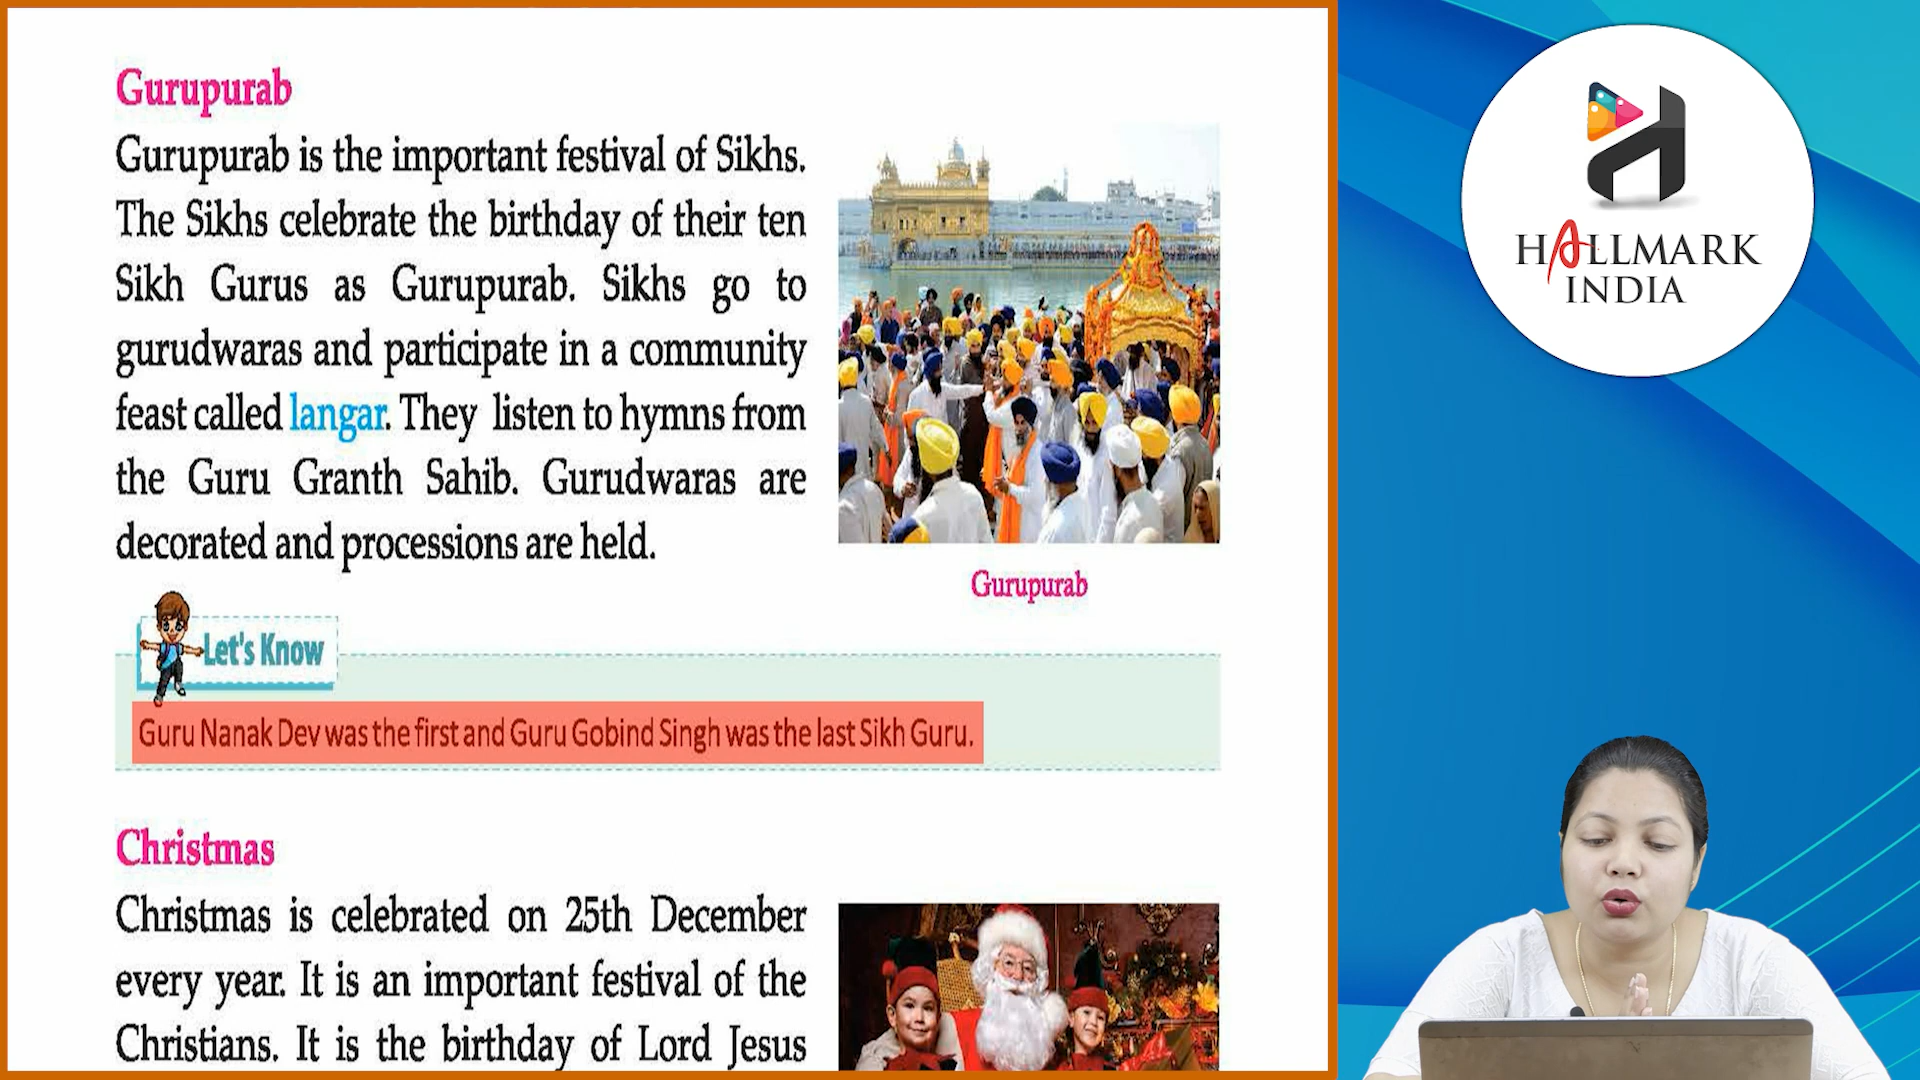 Gurupurab
Gurupurab is the important festival of Sikhs.
The Sikhs celebrate the birthday of their ten
Sikh Gurus as Gurupurab. Sikhs go to
gurudwaras and participate in a community
feast called langar. They listen to hymns from
the Guru Granth Sahib. Gurudwaras are
decorated and processions are held.
Gurupurab
Let's Know
Guru Nanak Dev was the first and Guru Gobind Singh was the last Sikh Guru.
Christmas
Christmas is celebrated on 25th December
every year. It is an important festival of the
Christians. It is the birthday of Lord Jesus
HALLMARK
INDIA